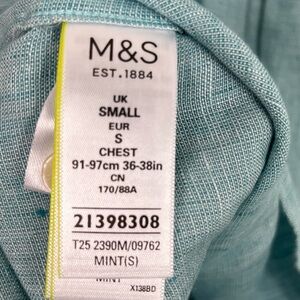 M&S
EST.1884
UK
SMALL
EUR
S
CHEST
91-97cm 36-38in
CN
170/88A
21398308
T25 2390M/09762
MINT(S)
MINT
X138BD